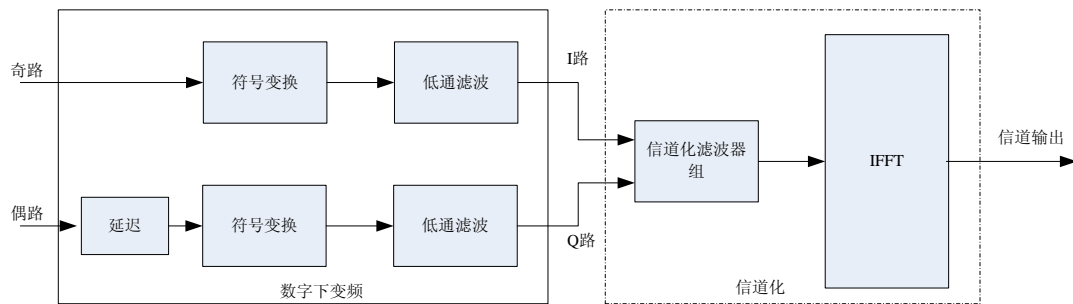 奇路
符号变换
低通滤波
I路
信道化滤波器
组
IFFT
信道输出
偶路
延迟
符号变换
低通滤波
Q路
数字下变频
信道化